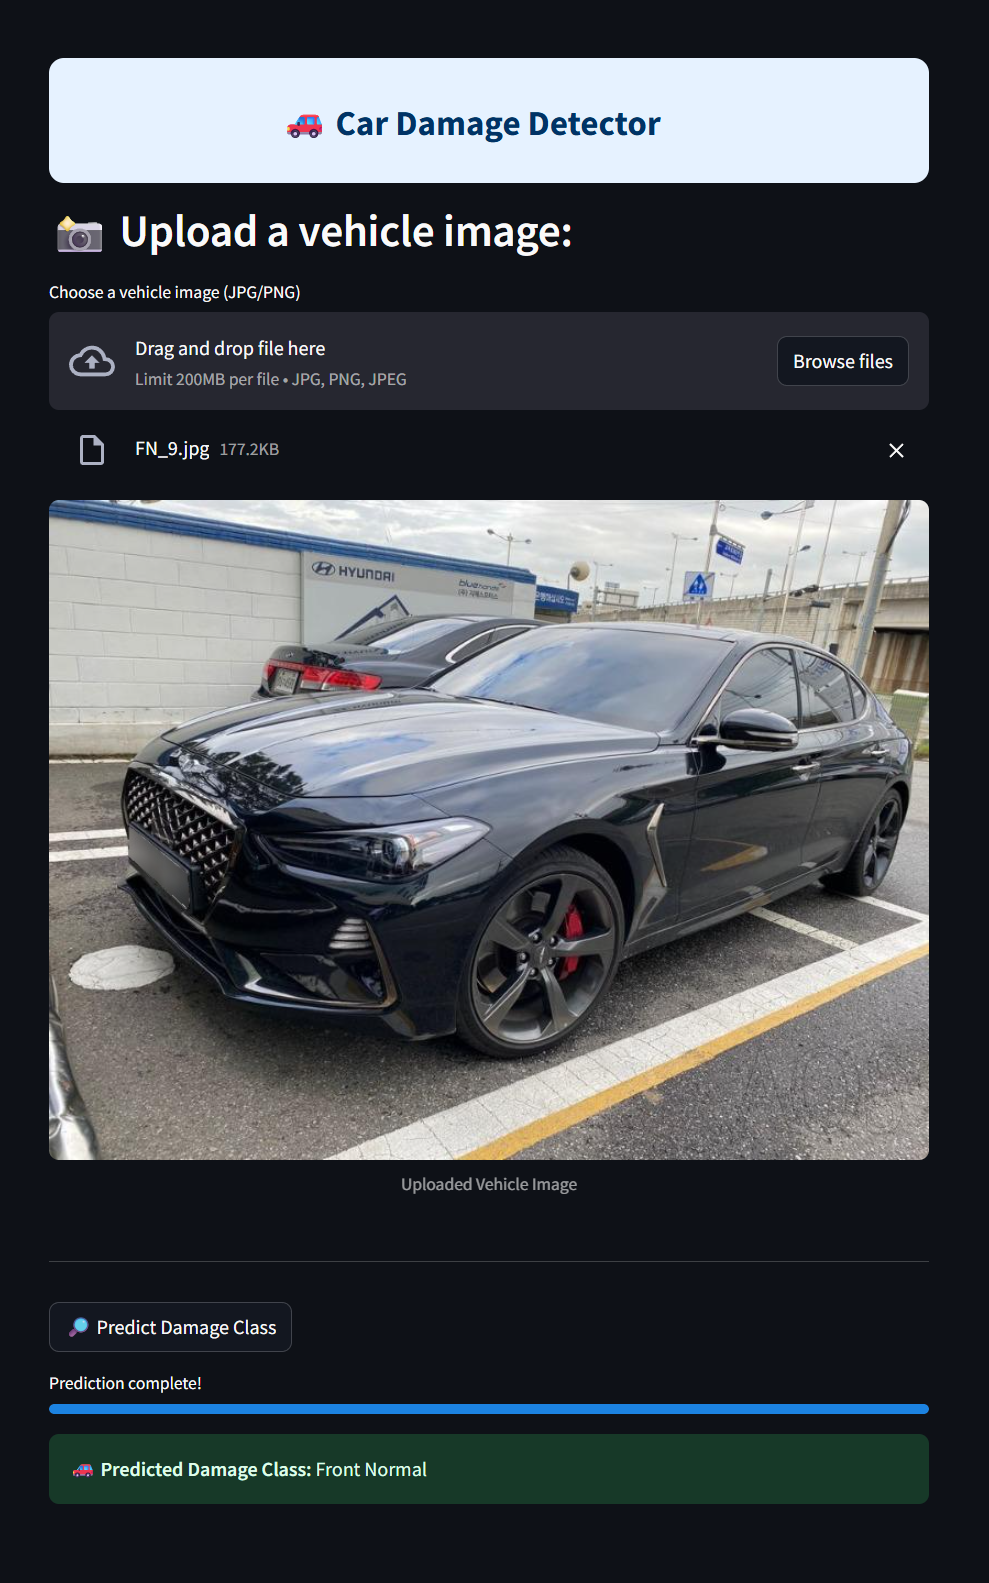 Car Damage Detector
Upload a vehicle image:
Choose a vehicle image (JPG/PNG)
Drag and drop file here
Limit 200MB per file • JPG, PNG, JPEG
Browse files
FN_9.jpg 177.2KB
HYUNDAI
Uploaded Vehicle Image
Predict Damage Class
Prediction complete!
Predicted Damage Class: Front Normal